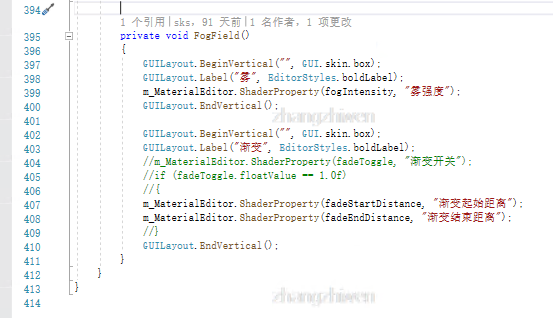 394
1 个引用|sks，91 天前|1 名作者，1 项更改
395 private void FogField()
396 {
397 GUILayout.BeginVertical("", GUI.skin.box);
398 GUILayout.Label("雾", EditorStyles.boldLabel);
399 m_MaterialEditor.ShaderProperty(fogIntensity, "雾强度");
400 GUILayout.EndVertical();
401
zhangzhiwen
402 GUILayout.BeginVertical("", GUI.skin.box);
403 GUILayout.Label("渐变", EditorStyles.boldLabel);
404 //m_MaterialEditor.ShaderProperty(fadeToggle, "渐变开关");
405 //if (fadeToggle.floatValue == 1.0f)
406 //{
407 m_MaterialEditor.ShaderProperty(fadeStartDistance, "渐变起始距离");
408 m_MaterialEditor.ShaderProperty(fadeEndDistance, "渐变结束距离");
409 //}
410 GUILayout.EndVertical();
411 }
412 }
413 }
zhangzhiwen
414